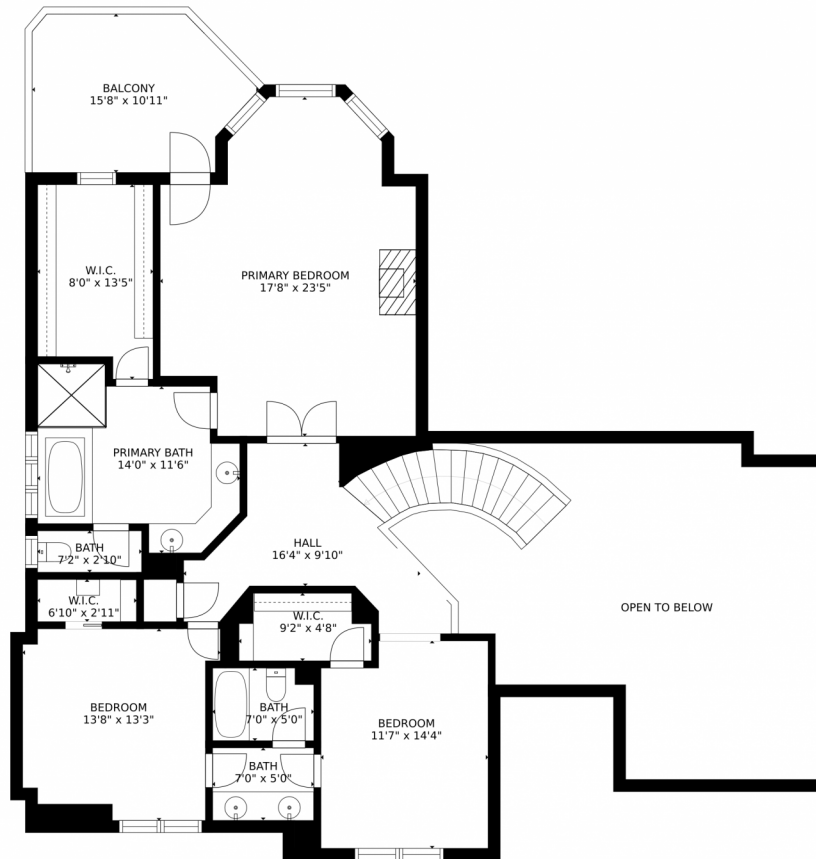 BALCONY
15'8" x 10'11"
W.I.C.
8'0" x 13'5"
PRIMARY BEDROOM
17'8" x 23'5"
PRIMARY BATH
14'0" x 11'6"
HALL
16'4" x 9'10"
BATH
7'2" x 2'10"
W.I.C.
6'10" x 2'11"
W.I.C.
9'2" x 4'8"
OPEN TO BELOW
BEDROOM
13'8" x 13'3"
BATH
7'0" x 5'0"
BEDROOM
11'7" x 14'4"
BATH
7'0" x 5'0"